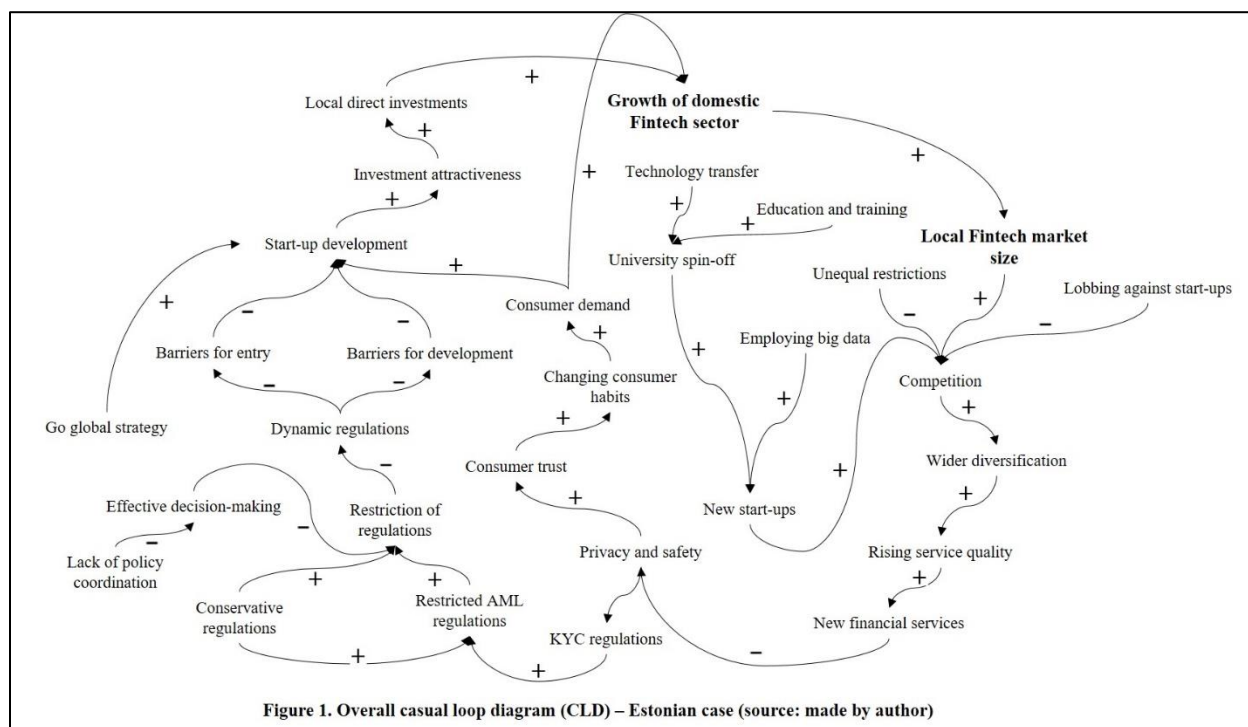 +
Local direct investments
Growth of domestic
Fintech sector
+
+
Investment attractiveness
+
Technology transfer
+
+
+
Education and training
+
Start-up development
+
University spin-off
Local Fintech market
size
Unequal restrictions
Lobbing against start-ups
+
Consumer demand
+
−
−
−
−
+
Employing big data
Barriers for entry
Barriers for development
+
Competition
Changing consumer
habits
−
−
+
+
Go global strategy
Dynamic regulations
+
Wider diversification
Consumer trust
−
+
+
Effective decision-making
−
Restriction of
regulations
+
New start-ups
−
Lack of policy
coordination
Privacy and safety
Rising service quality
+
+
+
Conservative
regulations
Restricted AML
regulations
KYC regulations
New financial services
+
+
−
Figure 1. Overall casual loop diagram (CLD) – Estonian case (source: made by author)